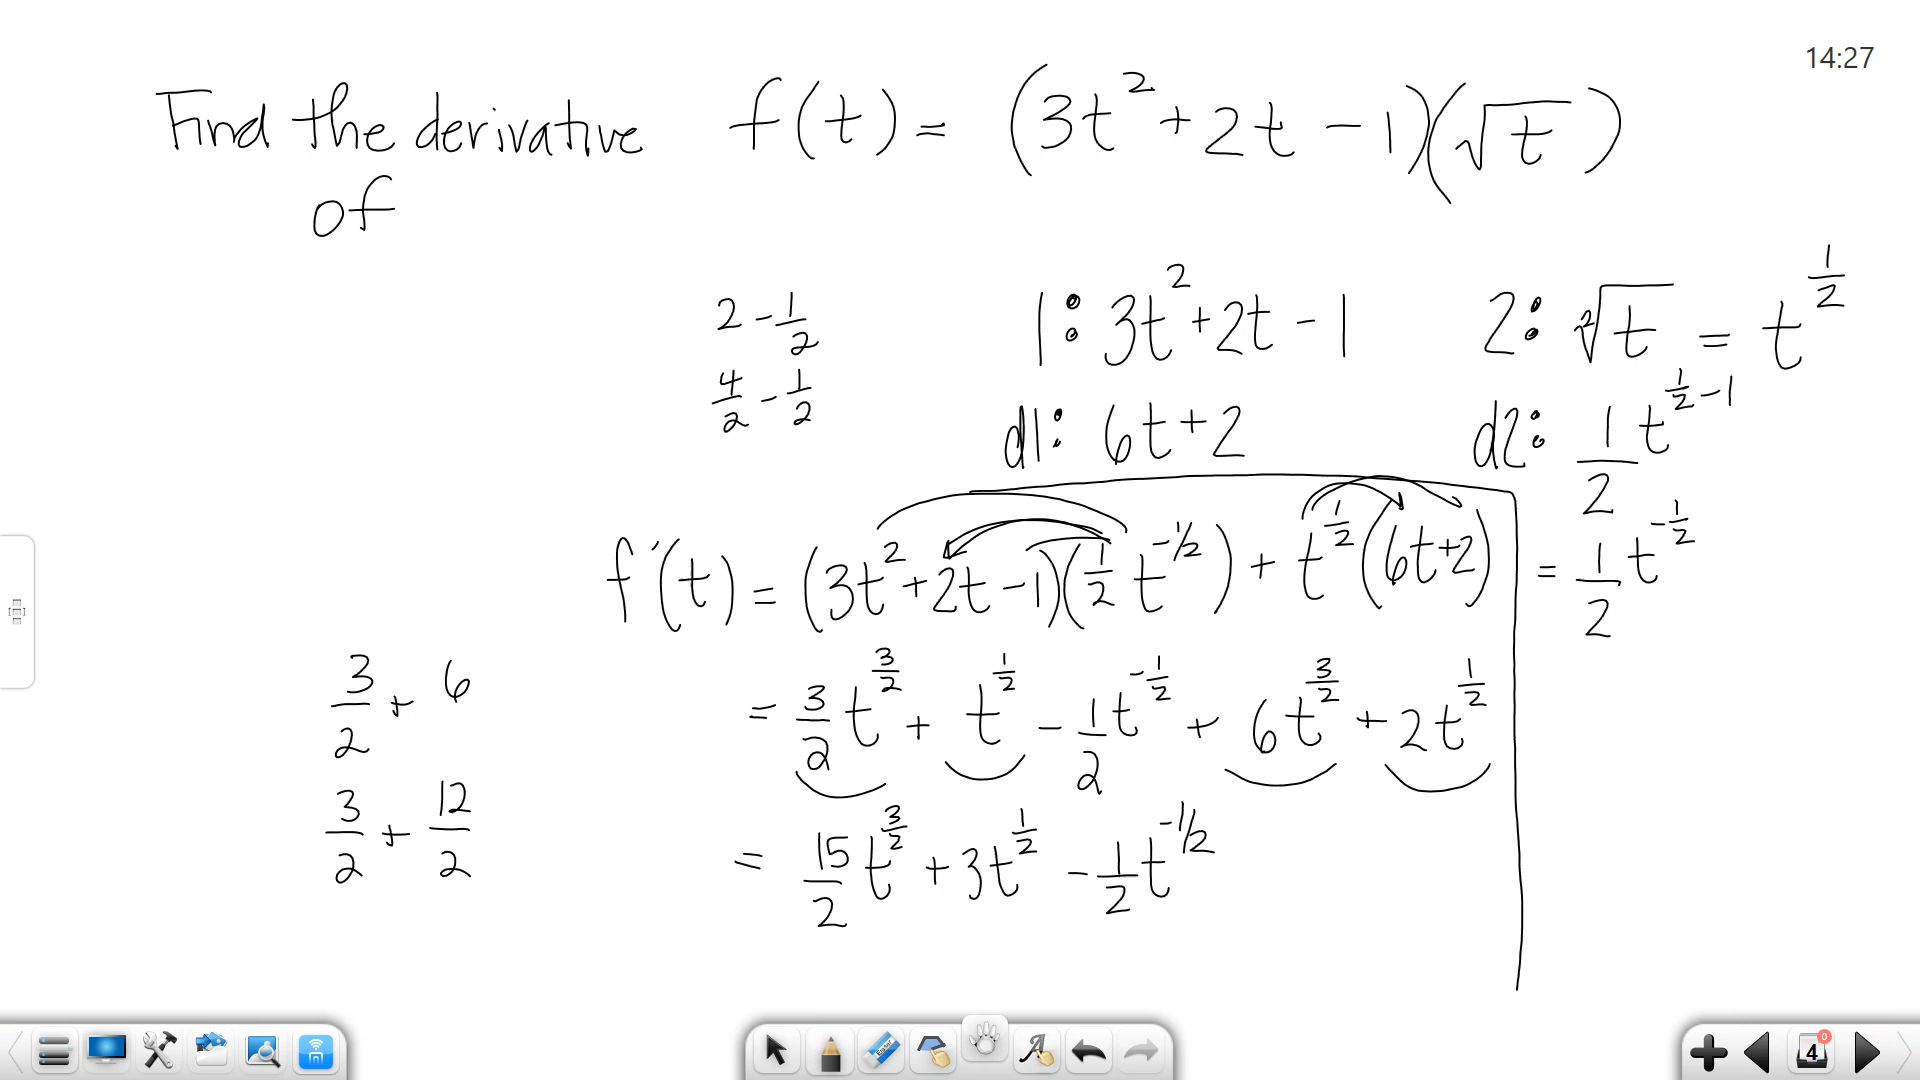 14:27
Find the derivative f(t) = (3t² + 2t - 1)(√t)
of
2 - 1/2
4/2 - 1/2
1: 3t² + 2t - 1
2: ²√t = t^(1/2)
d1: 6t + 2
d2: 1/2 t^(1/2 - 1)
= 1/2 t^(-1/2)
f'(t) = (3t² + 2t - 1)(1/2 t^(-1/2)) + t^(1/2)(6t + 2)
= 3/2 t^(3/2) + t^(1/2) - 1/2 t^(-1/2) + 6t^(3/2) + 2t^(1/2)
= 15/2 t^(3/2) + 3t^(1/2) - 1/2 t^(-1/2)
3/2 + 6
3/2 + 12/2
Eraser
A
4
0